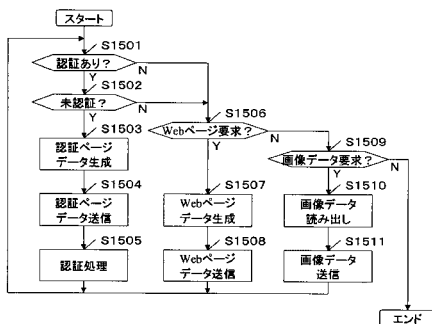 スタート
S1501
認証あり?
Y
N
S1502
未認証?
Y
N
S1503
認証ページ
データ生成
S1504
認証ページ
データ送信
S1505
認証処理
S1506
Webページ要求?
Y
N
S1507
Webページ
データ生成
S1508
Webページ
データ送信
S1509
画像データ要求?
Y
N
S1510
画像データ
読み出し
S1511
画像データ
送信
エンド